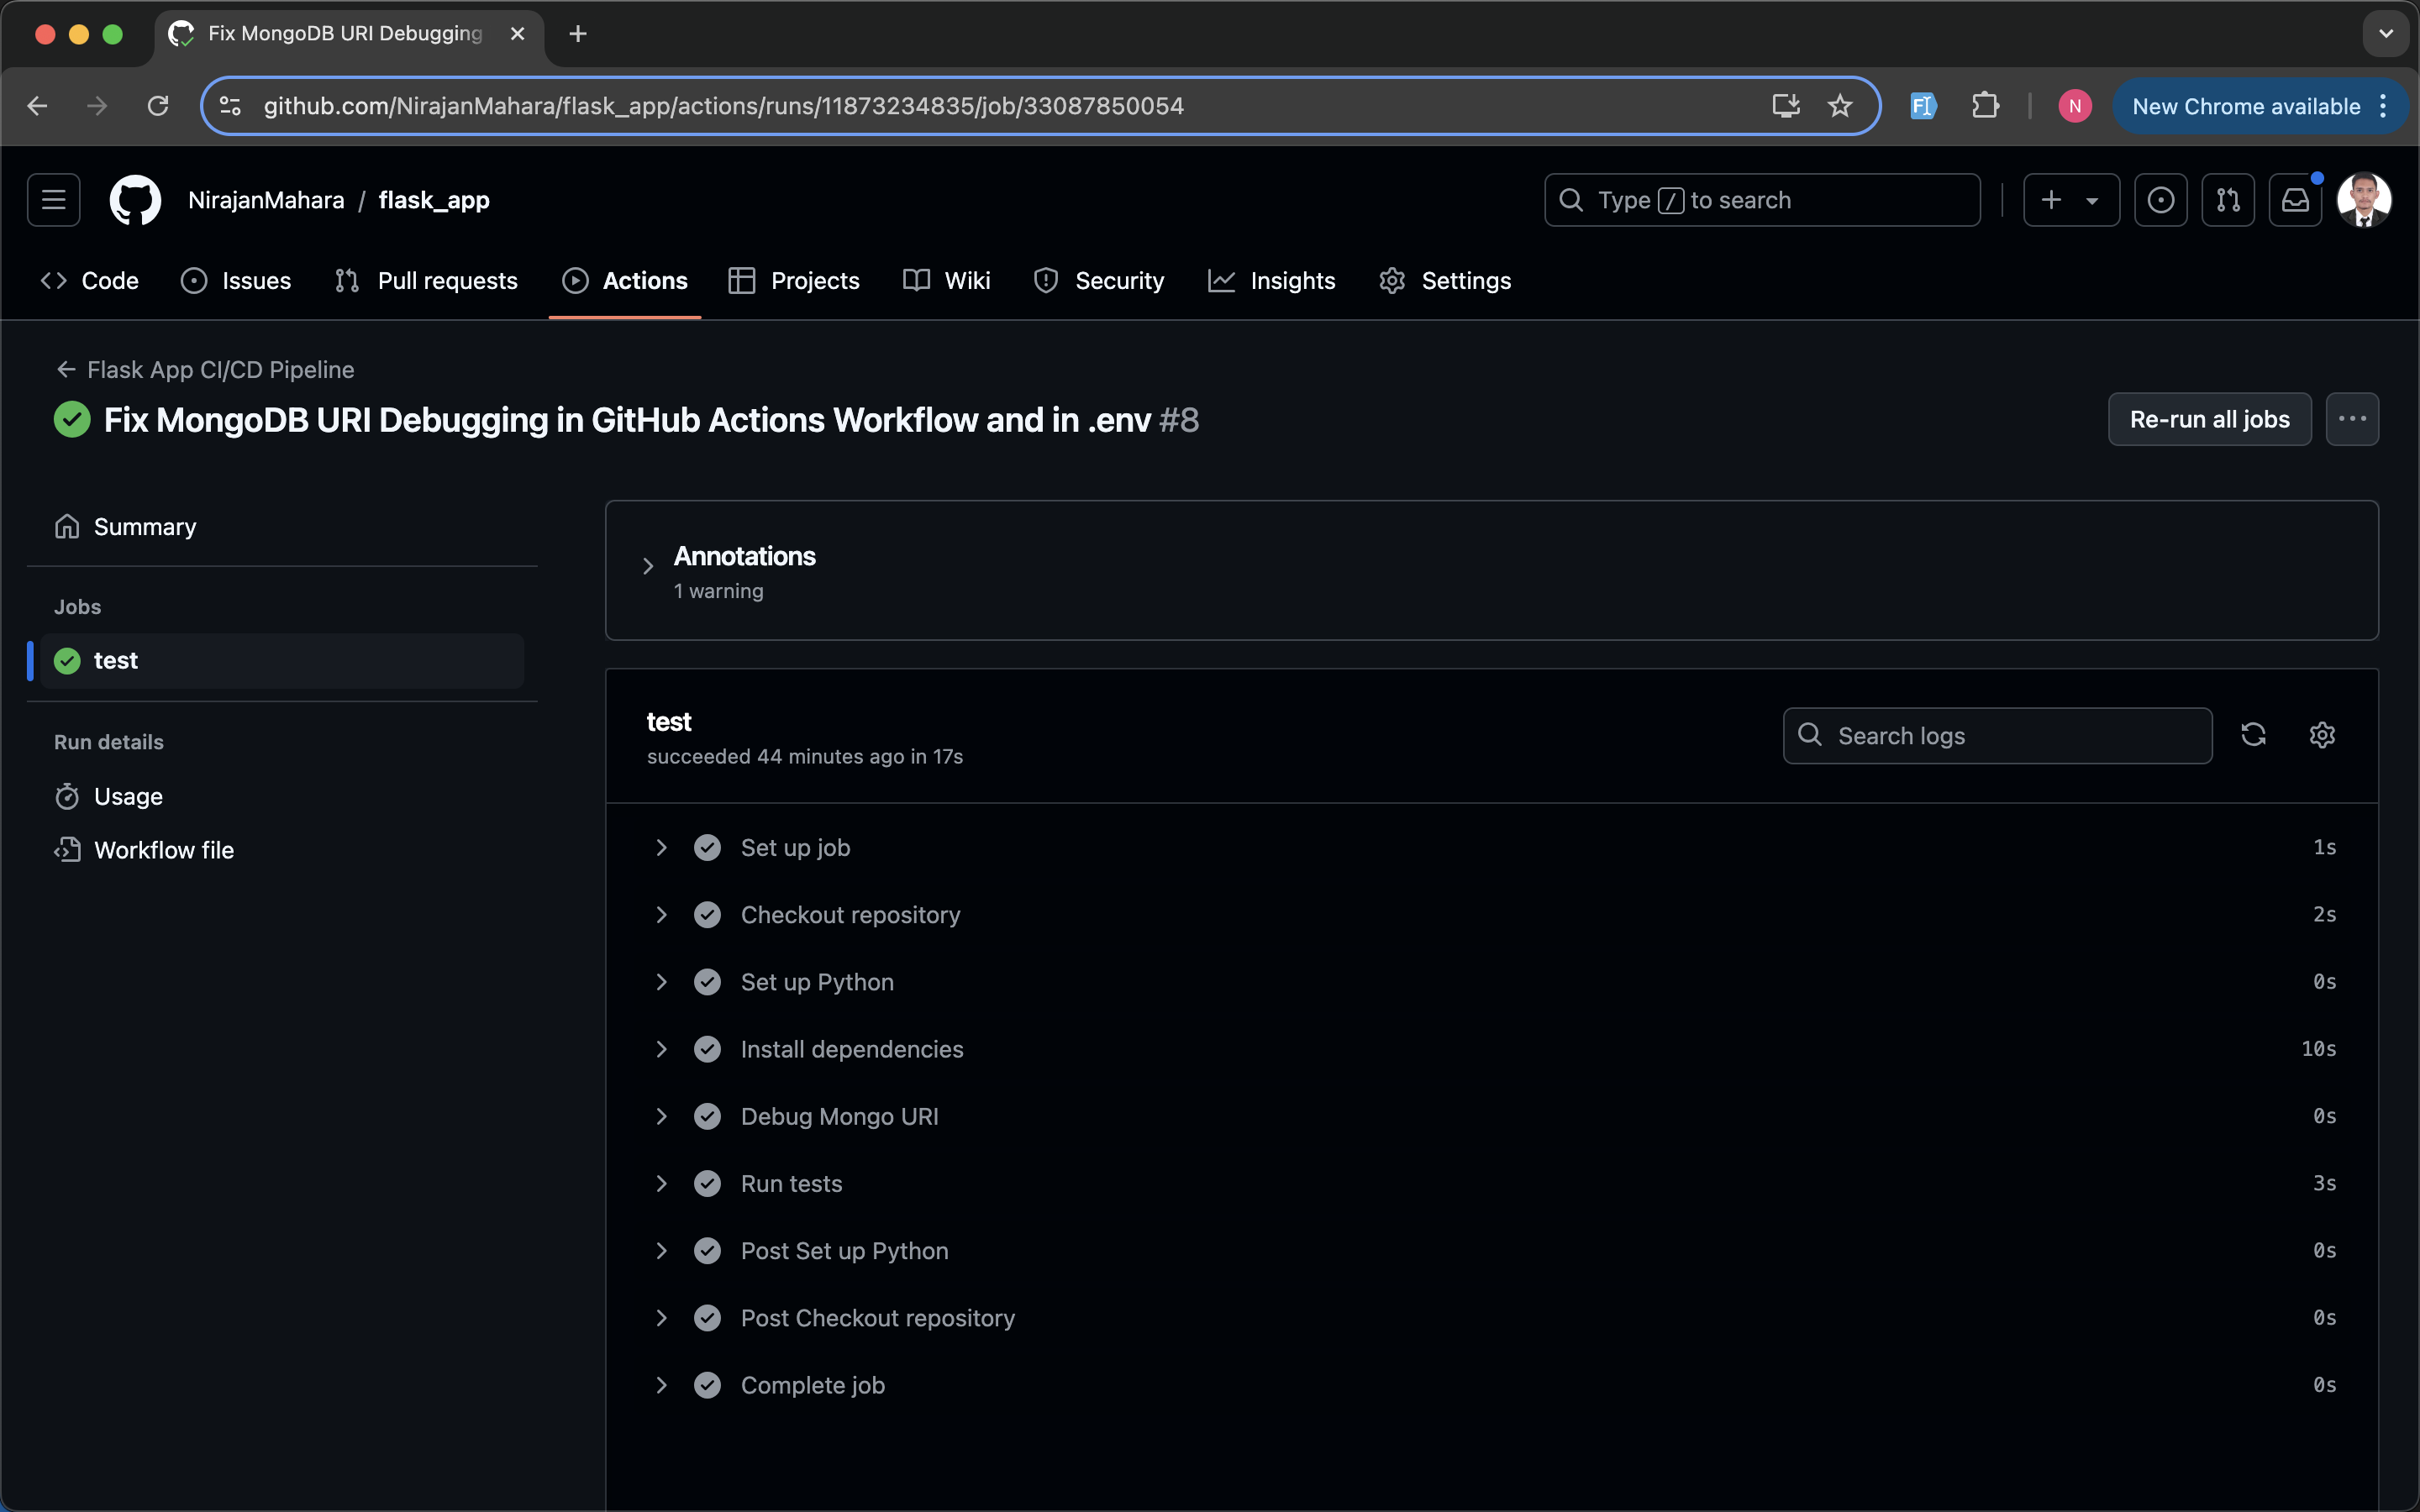 Fix MongoDB URI Debugging
github.com/NirajanMahara/flask_app/actions/runs/11873234835/job/33087850054
N
New Chrome available
NirajanMahara / flask_app
Type / to search
Code
Issues
Pull requests
Actions
Projects
Wiki
Security
Insights
Settings
Flask App CI/CD Pipeline
Fix MongoDB URI Debugging in GitHub Actions Workflow and in .env #8
Re-run all jobs
Summary
Jobs
test
Run details
Usage
Workflow file
Annotations
1 warning
test
succeeded 44 minutes ago in 17s
Search logs
Set up job 1s
Checkout repository 2s
Set up Python 0s
Install dependencies 10s
Debug Mongo URI 0s
Run tests 3s
Post Set up Python 0s
Post Checkout repository 0s
Complete job 0s